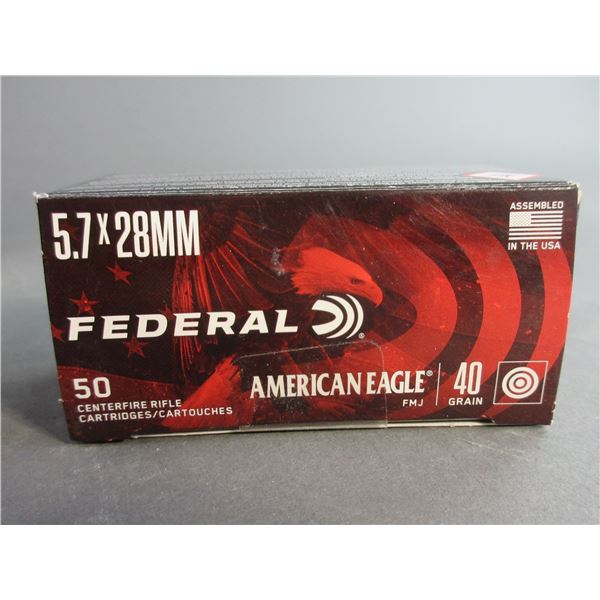 5.7X28MM
ASSEMBLED
IN THE USA
FEDERAL ®
50
CENTERFIRE RIFLE
CARTRIDGES/CARTOUCHES
AMERICAN EAGLE®
FMJ
40
GRAIN